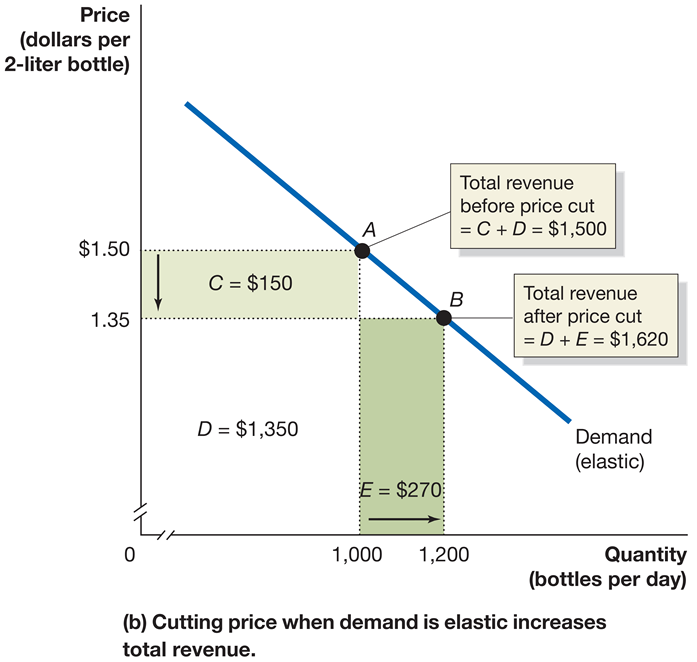 Price
(dollars per
2-liter bottle)
A
Total revenue
before price cut
= C + D = $1,500
$1.50
C = $150
B
Total revenue
after price cut
= D + E = $1,620
1.35
D = $1,350
Demand
(elastic)
E = $270
0
1,000
1,200
Quantity
(bottles per day)
(b) Cutting price when demand is elastic increases
total revenue.